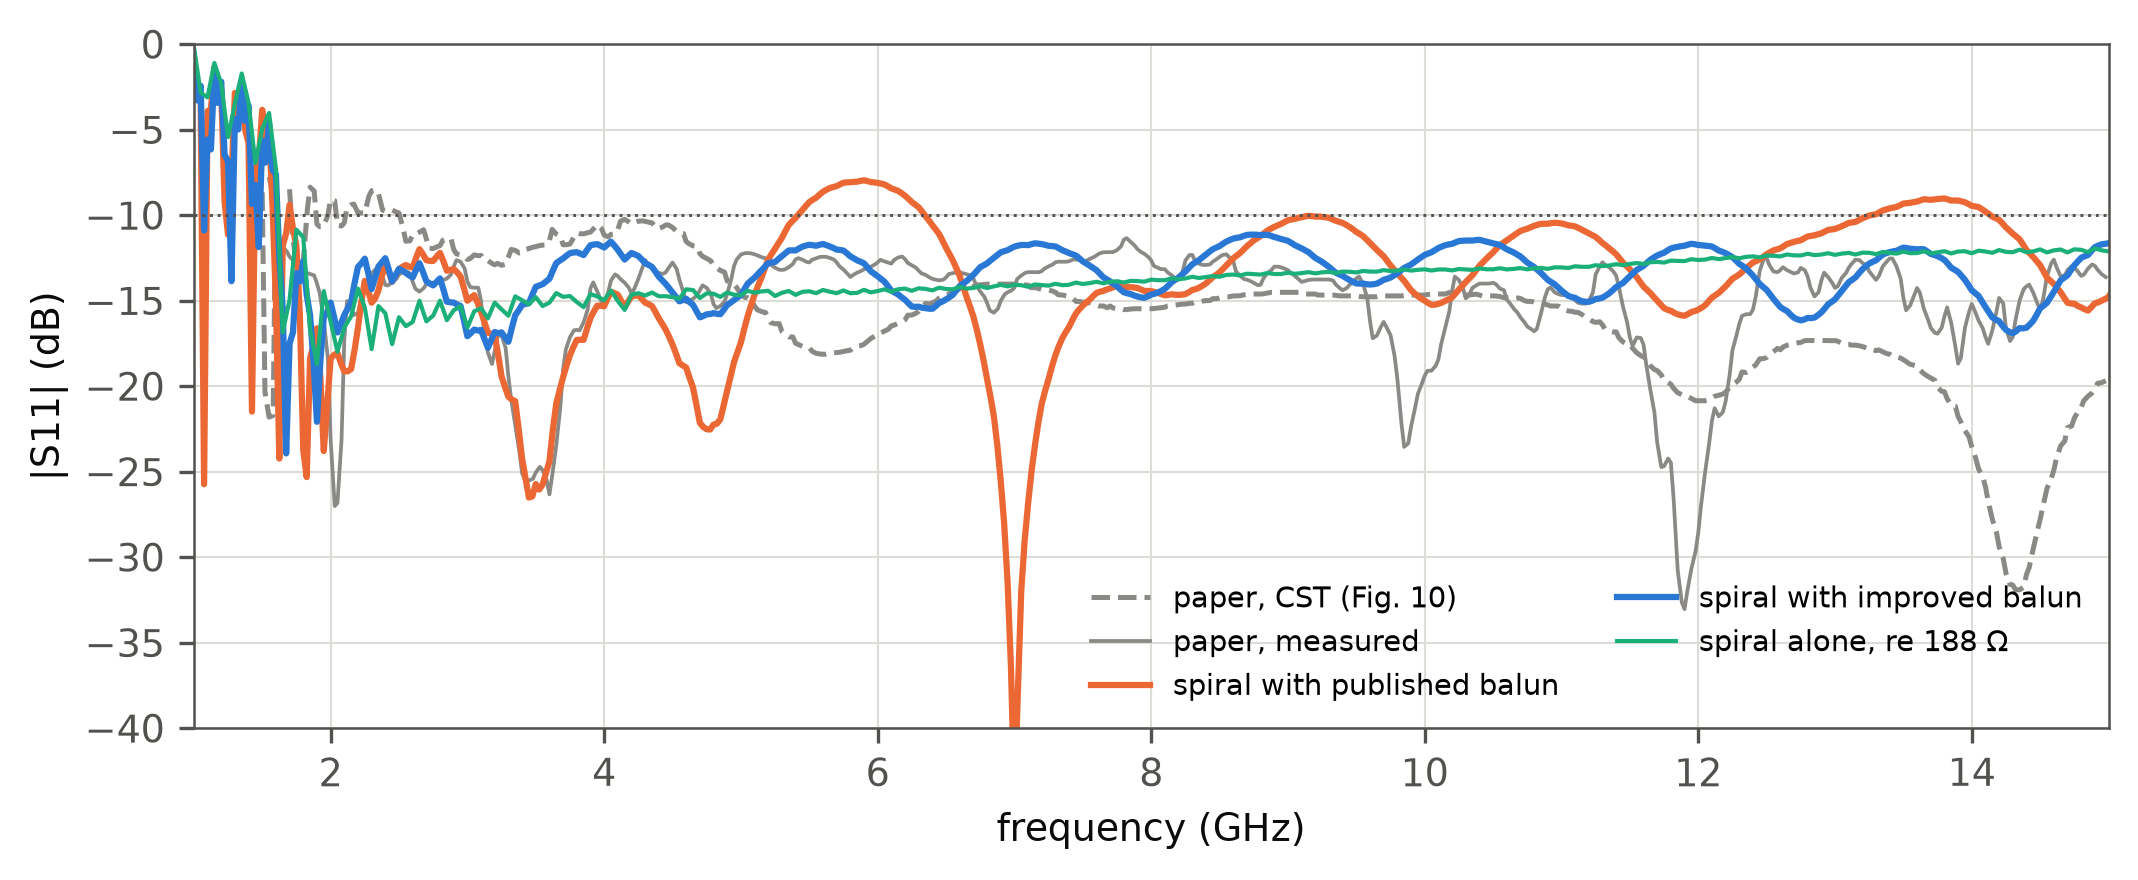 0
−5
−10
−15
−20
−25
−30
−35
−40
|S11| (dB)
2
4
6
8
10
12
14
frequency (GHz)
paper, CST (Fig. 10)
paper, measured
spiral with published balun
spiral with improved balun
spiral alone, re 188 Ω